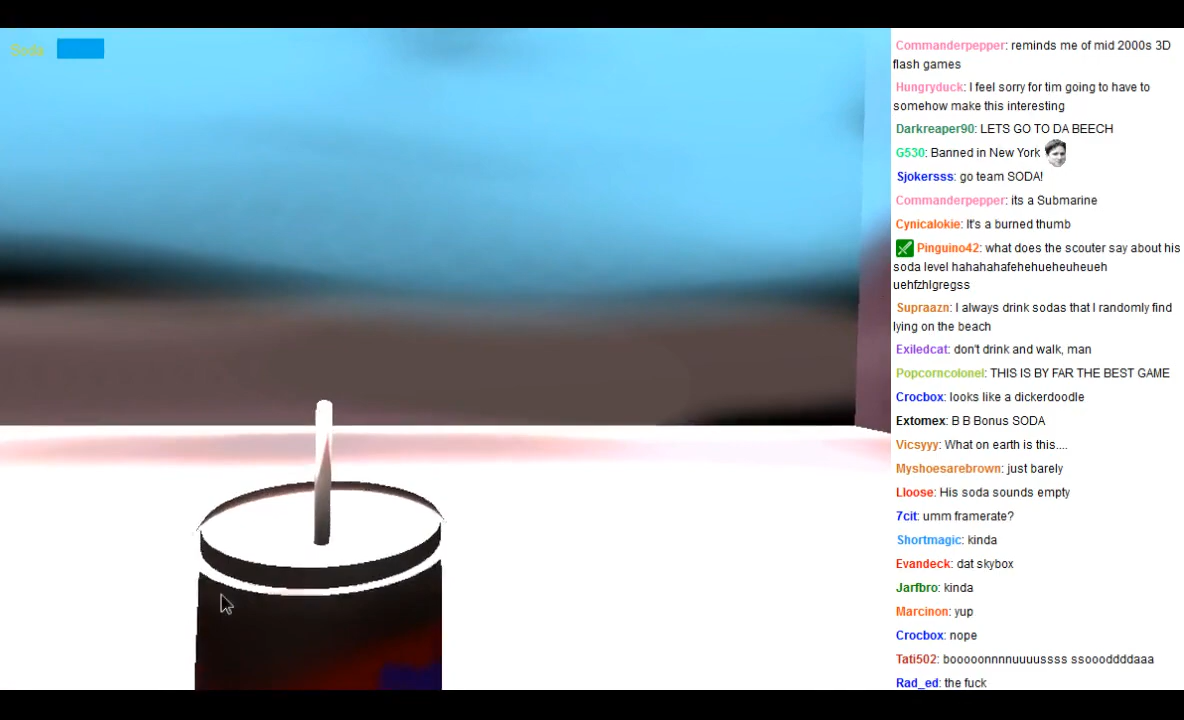 Soda
Commanderpepper: reminds me of mid 2000s 3D
flash games
Hungryduck: I feel sorry for tim going to have to
somehow make this interesting
Darkreaper90: LETS GO TO DA BEECH
G530: Banned in New York
Sjokersss: go team SODA!
Commanderpepper: its a Submarine
Cynicalokie: It's a burned thumb
Pinguino42: what does the scouter say about his
soda level hahahahafehehueheuheueh
uehfzhlgregss
Supraazn: I always drink sodas that I randomly find
lying on the beach
Exiledcat: don't drink and walk, man
Popcorncolonel: THIS IS BY FAR THE BEST GAME
Crocbox: looks like a dickerdoodle
Extomex: B B Bonus SODA
Vicsyyy: What on earth is this....
Myshoesarebrown: just barely
Lloose: His soda sounds empty
7cit: umm framerate?
Shortmagic: kinda
Evandeck: dat skybox
Jarfbro: kinda
Marcinon: yup
Crocbox: nope
Tati502: booooonnnnuuuussss ssooodddddaaa
Rad_ed: the fuck